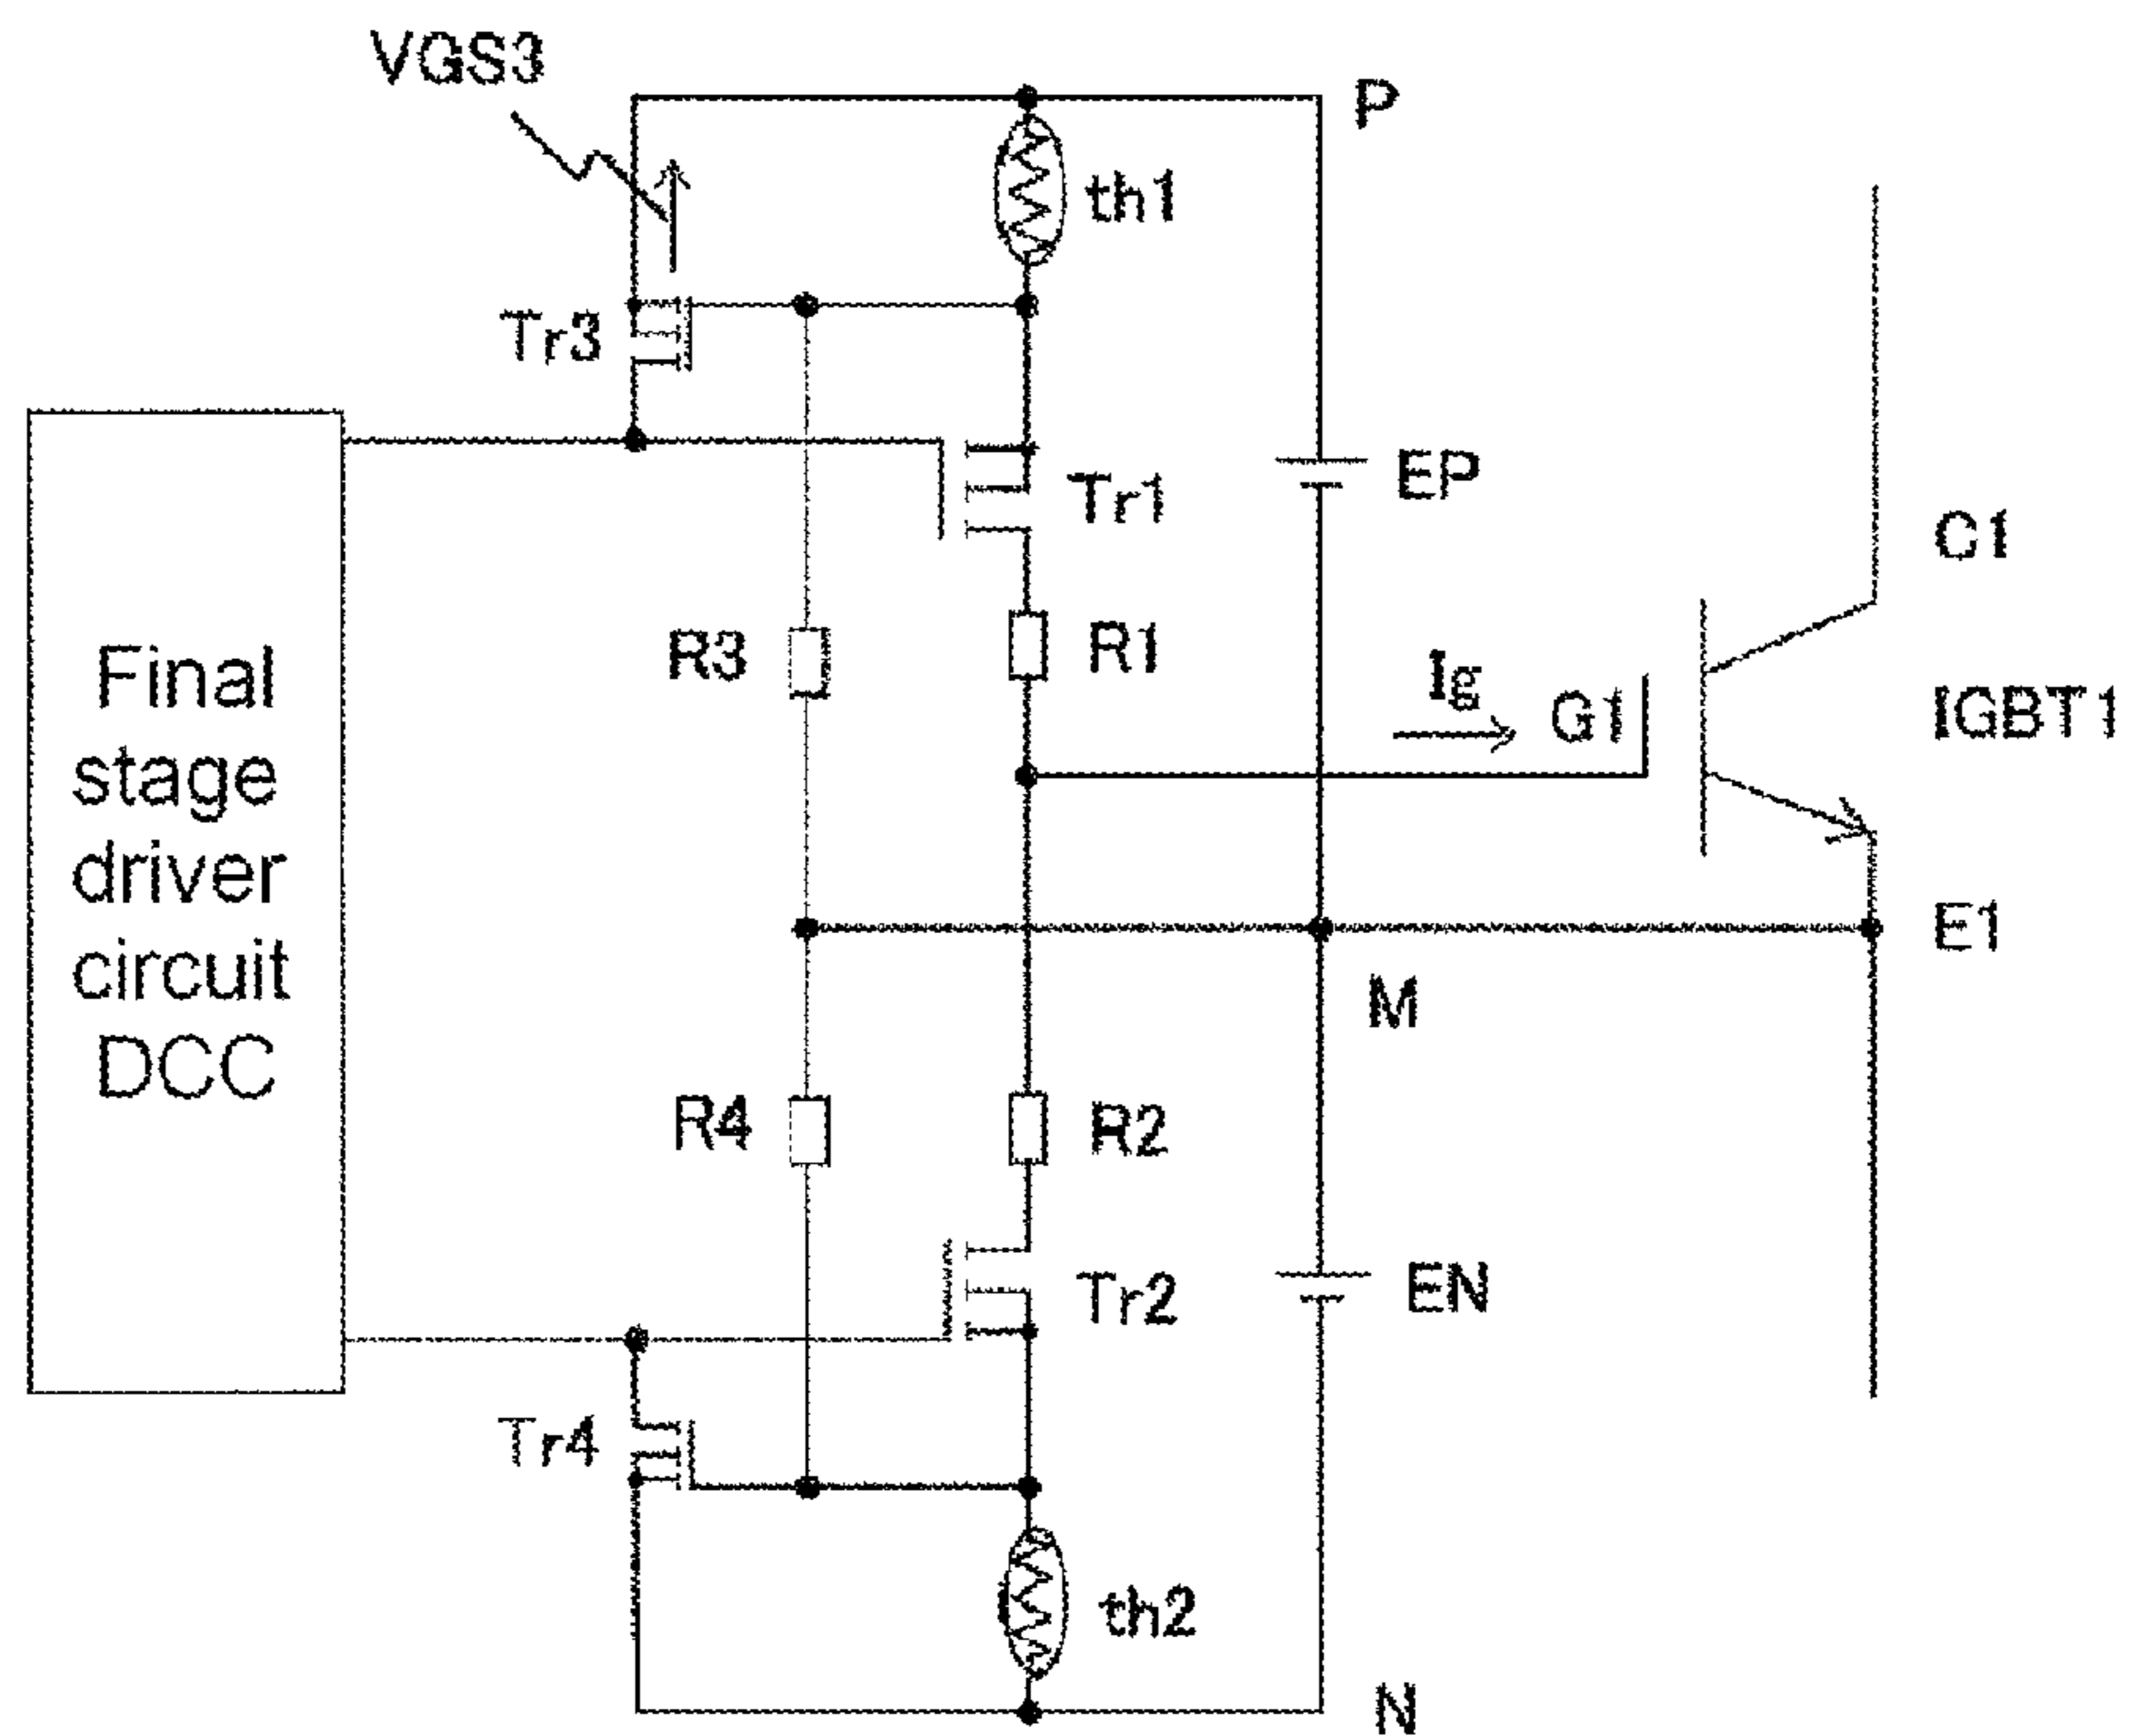 VGS3
P
th1
Tr3
Tr1
EP
C1
R3
R1
Ig
G1
IGBT1
Final
stage
driver
circuit
DCC
E1
M
R4
R2
Tr2
EN
Tr4
th2
N